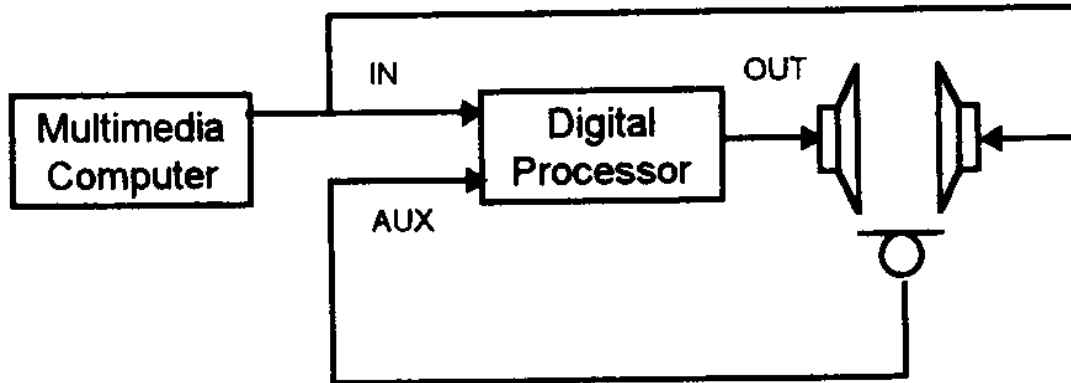 IN
OUT
Multimedia
Computer
Digital
Processor
AUX